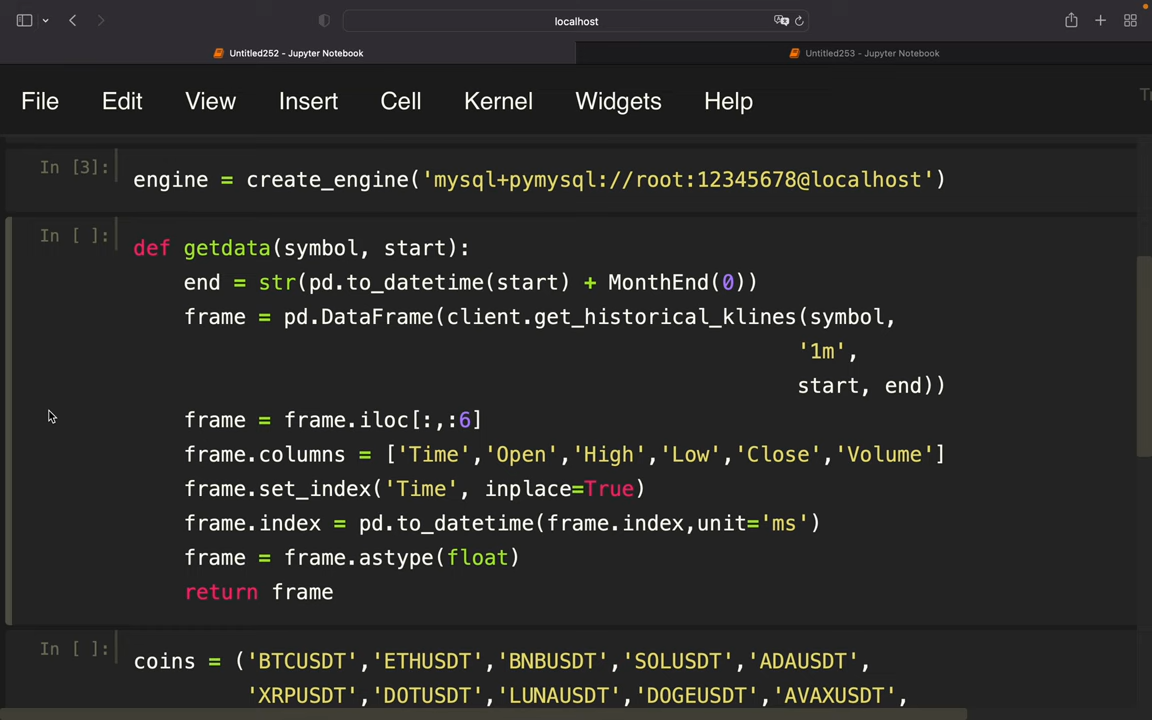 localhost
Untitled252 - Jupyter Notebook
Untitled253 - Jupyter Notebook
File Edit View Insert Cell Kernel Widgets Help
In [3]:
engine = create_engine('mysql+pymysql://root:12345678@localhost')
In [ ]:
def getdata(symbol, start):
    end = str(pd.to_datetime(start) + MonthEnd(0))
    frame = pd.DataFrame(client.get_historical_klines(symbol,
'1m',
start, end))
    frame = frame.iloc[:,:6]
    frame.columns = ['Time','Open','High','Low','Close','Volume']
    frame.set_index('Time', inplace=True)
    frame.index = pd.to_datetime(frame.index,unit='ms')
    frame = frame.astype(float)
    return frame
In [ ]:
coins = ('BTCUSDT','ETHUSDT','BNBUSDT','SOLUSDT','ADAUSDT',
'XRPUSDT','DOTUSDT','LUNAUSDT','DOGEUSDT','AVAXUSDT',